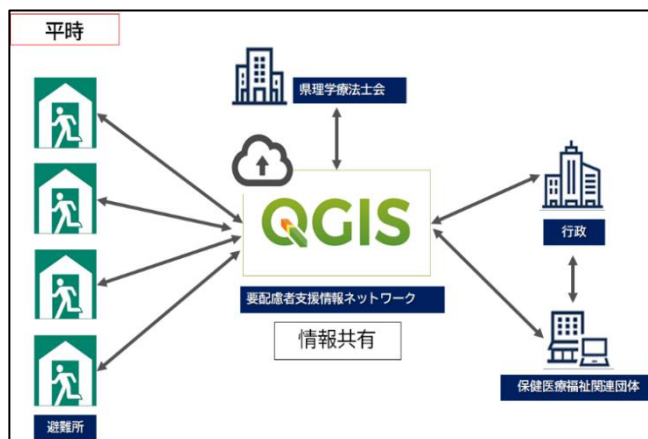 平時
県理学療法士会
QGIS
行政
要配慮者支援情報ネットワーク
情報共有
保健医療福祉関連団体
避難所